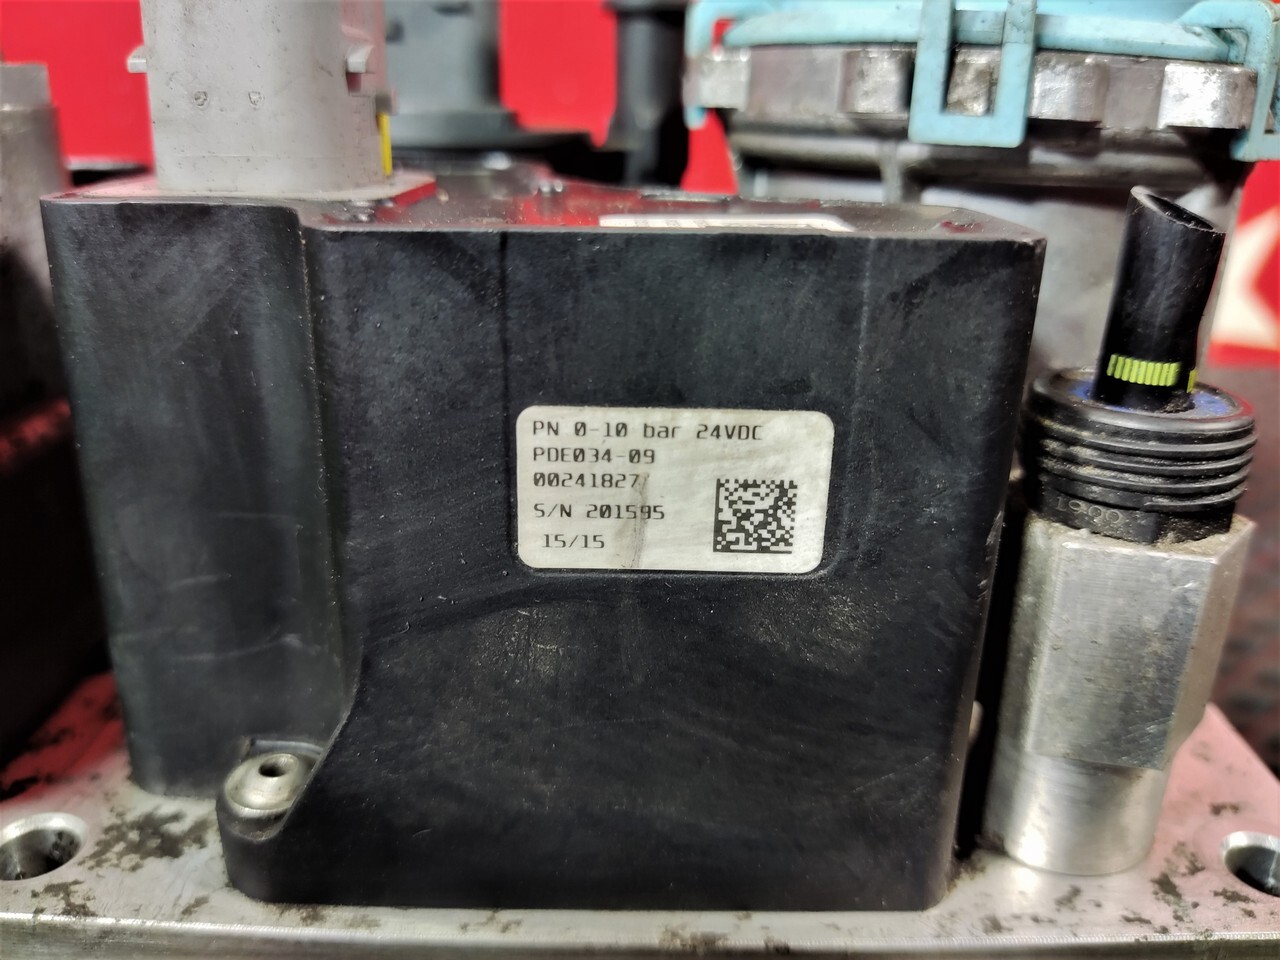 PN 0-10 bar 24VDC
PDE034-09
00241827
S/N 201595
15/15